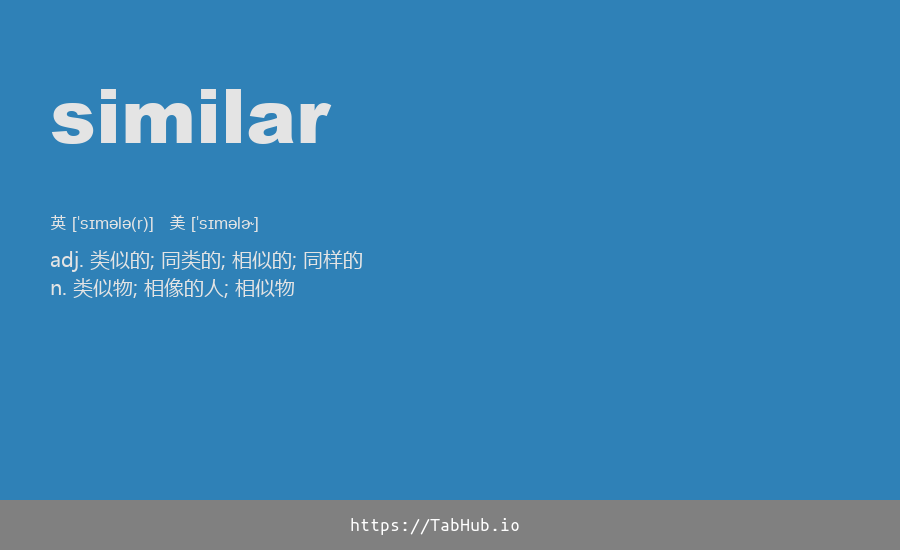 similar
英 [ˈsɪmələ(r)] 美 [ˈsɪmələ˞]
adj. 类似的; 同类的; 相似的; 同样的
n. 类似物; 相像的人; 相似物
https://TabHub.io